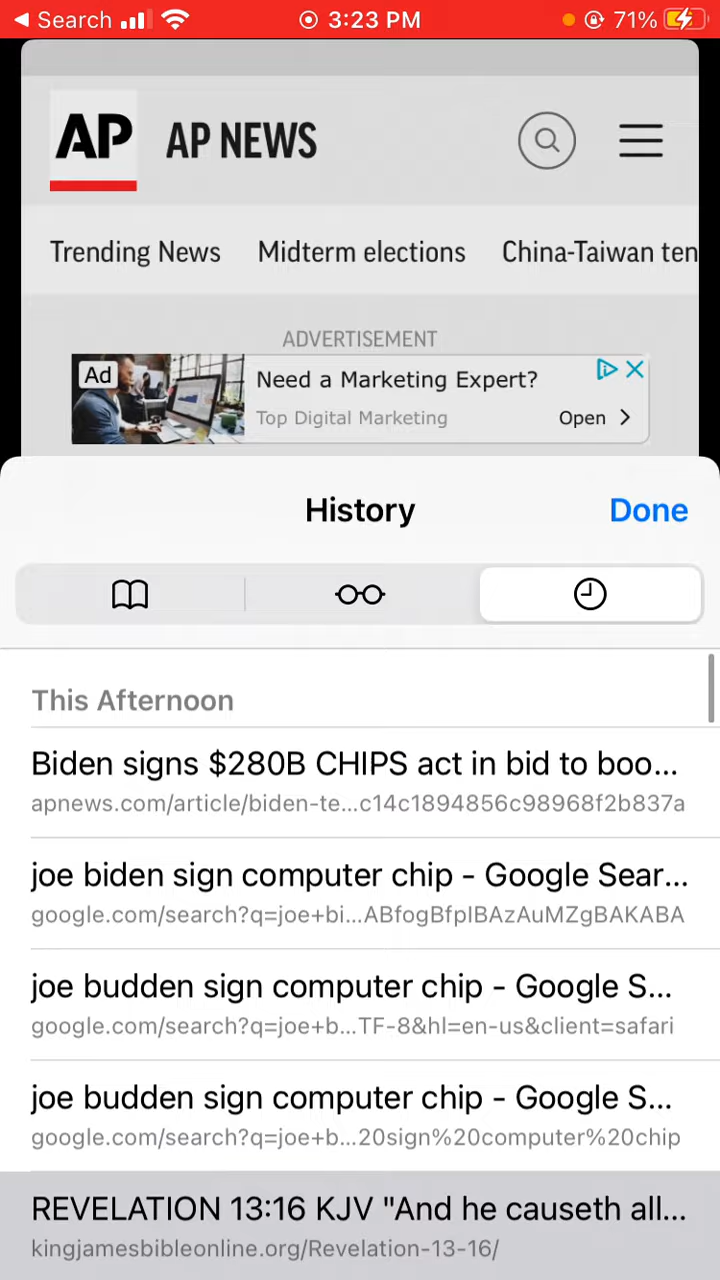 Search
3:23 PM
71%
AP
AP NEWS
Trending News Midterm elections China-Taiwan ten
ADVERTISEMENT
Ad
Need a Marketing Expert?
Top Digital Marketing
Open
History
Done
This Afternoon
Biden signs $280B CHIPS act in bid to boo...
apnews.com/article/biden-te...c14c1894856c98968f2b837a
joe biden sign computer chip - Google Sear...
google.com/search?q=joe+bi...ABfogBfpIBAzAuMZgBAKABA
joe budden sign computer chip - Google S...
google.com/search?q=joe+b...TF-8&hl=en-us&client=safari
joe budden sign computer chip - Google S...
google.com/search?q=joe+b...20sign%20computer%20chip
REVELATION 13:16 KJV "And he causeth all...
kingjamesbibleonline.org/Revelation-13-16/